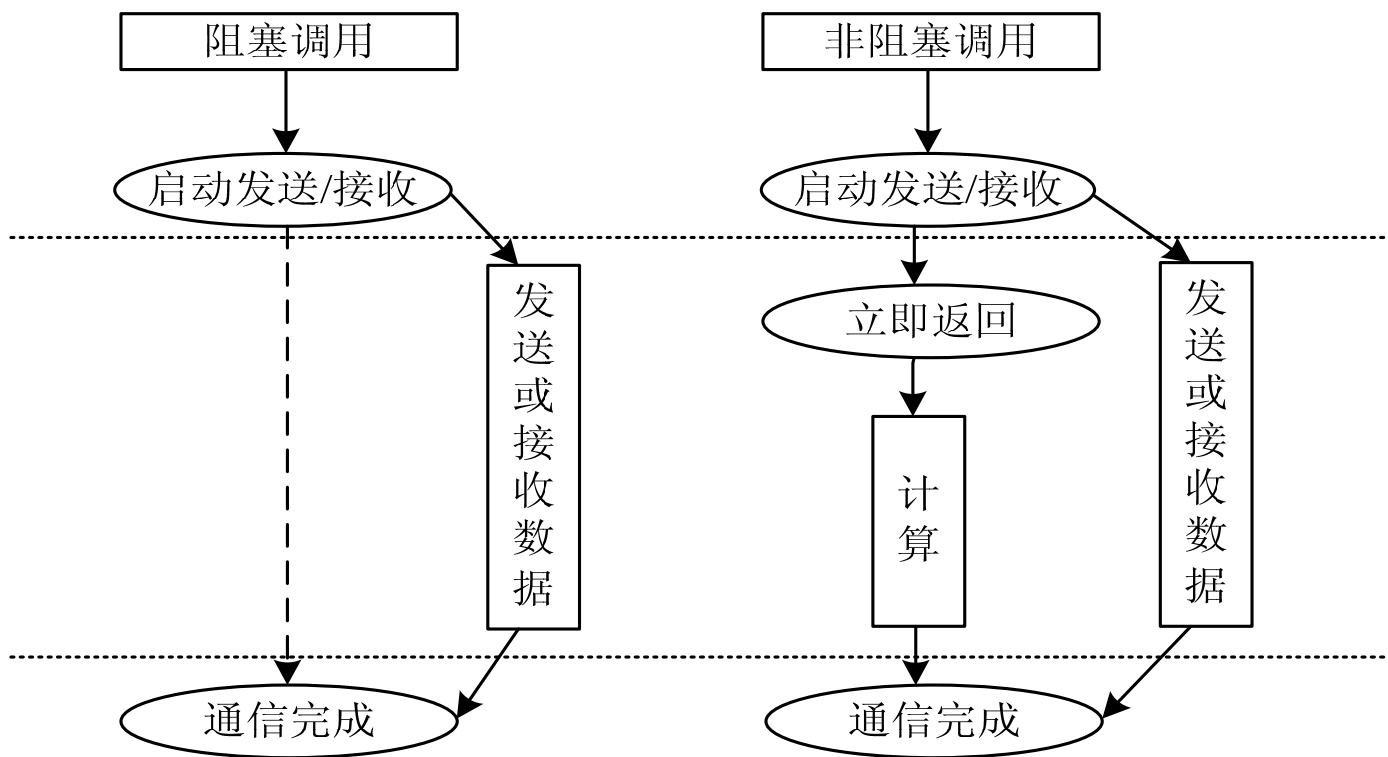 阻塞调用
非阻塞调用
启动发送/接收
启动发送/接收
发送或接收数据
立即返回
发送或接收数据
计算
通信完成
通信完成